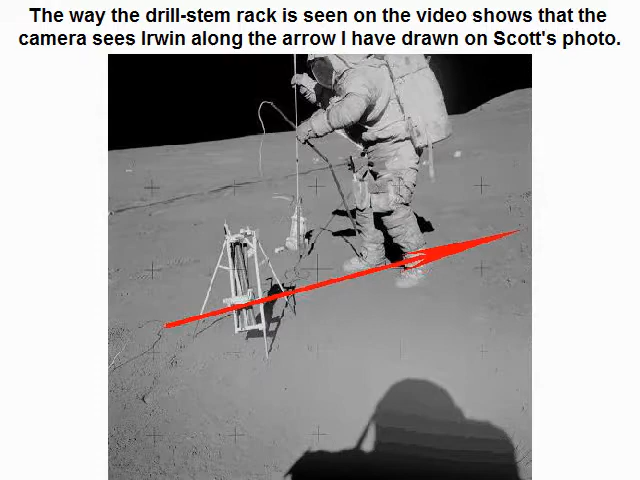 The way the drill-stem rack is seen on the video shows that the
camera sees Irwin along the arrow I have drawn on Scott's photo.